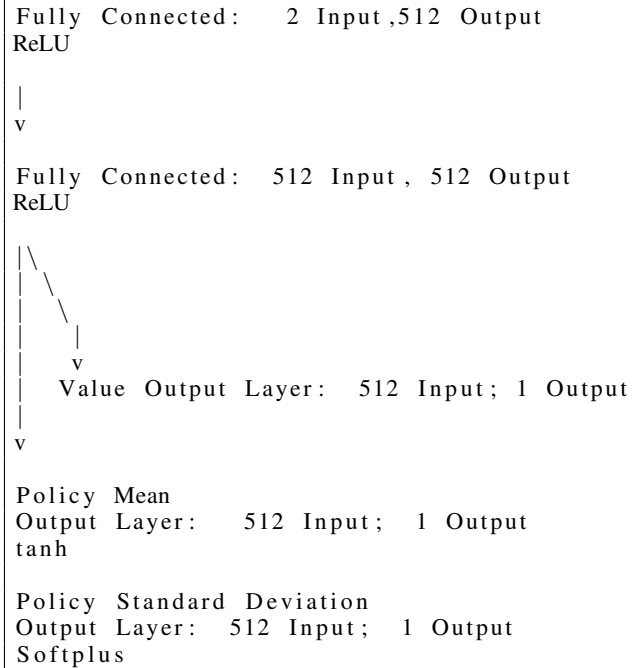 Fully Connected: 2 Input ,512 Output
ReLU
|
v
Fully Connected: 512 Input , 512 Output
ReLU
|\
| \
|  \
|   |
|   v
|  Value Output Layer: 512 Input; 1 Output
|
v
Policy Mean
Output Layer: 512 Input; 1 Output
tanh
Policy Standard Deviation
Output Layer: 512 Input; 1 Output
Softplus